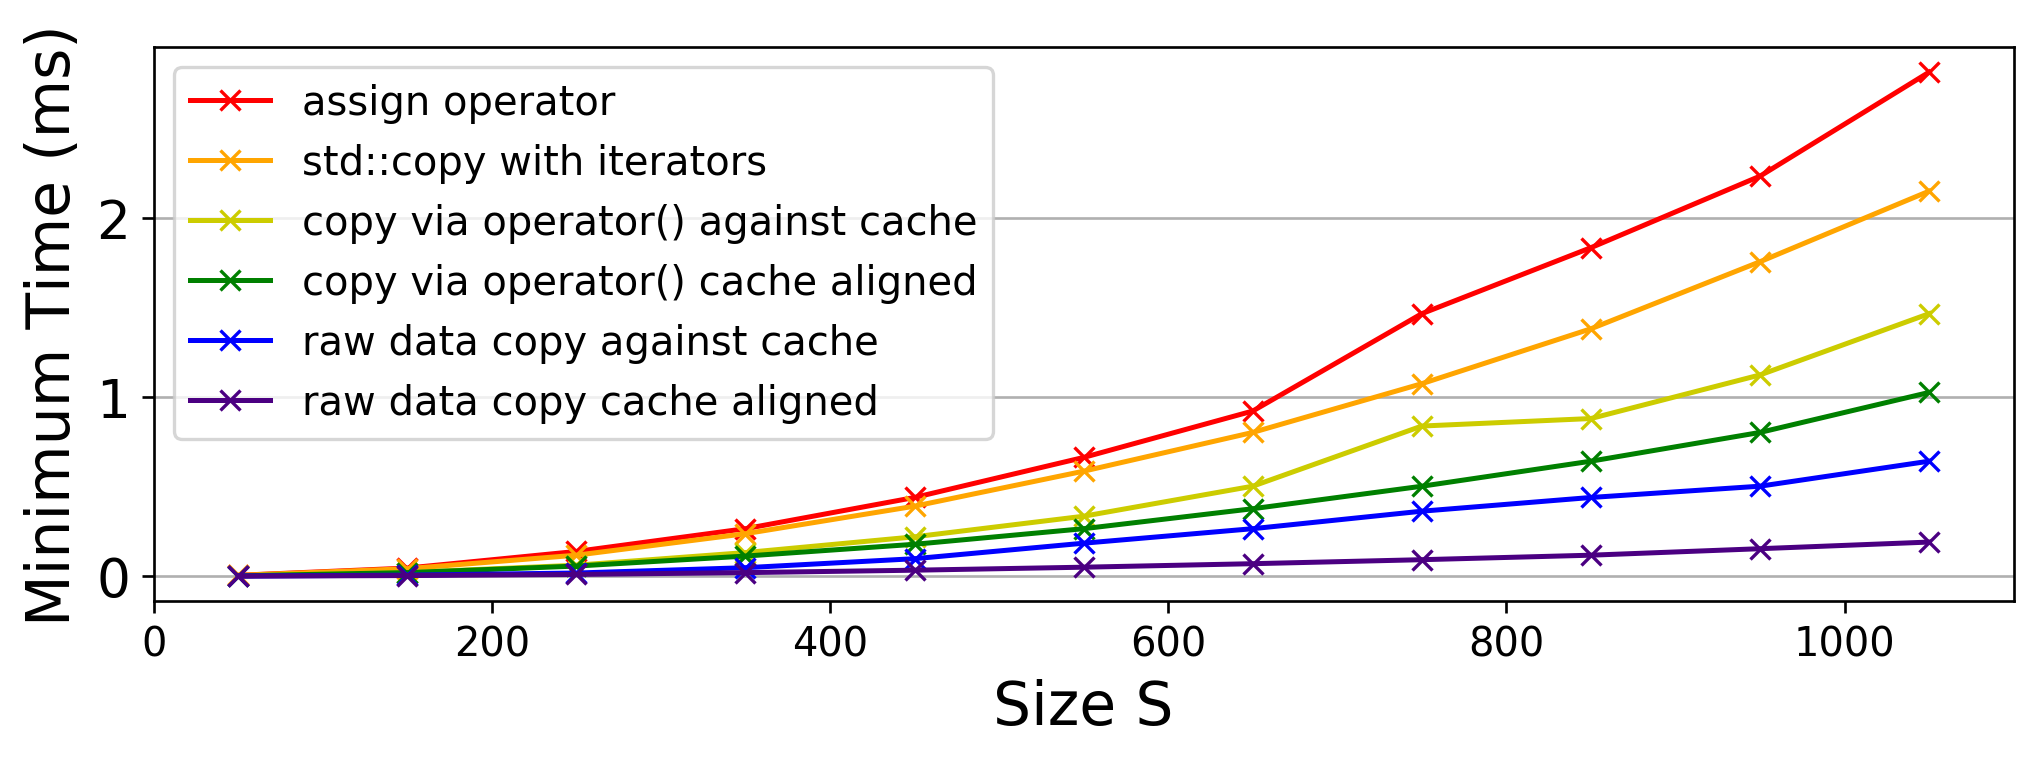 Minimum Time (ms)
2
1
0
assign operator
std::copy with iterators
copy via operator() against cache
copy via operator() cache aligned
raw data copy against cache
raw data copy cache aligned
0 200 400 600 800 1000
Size S